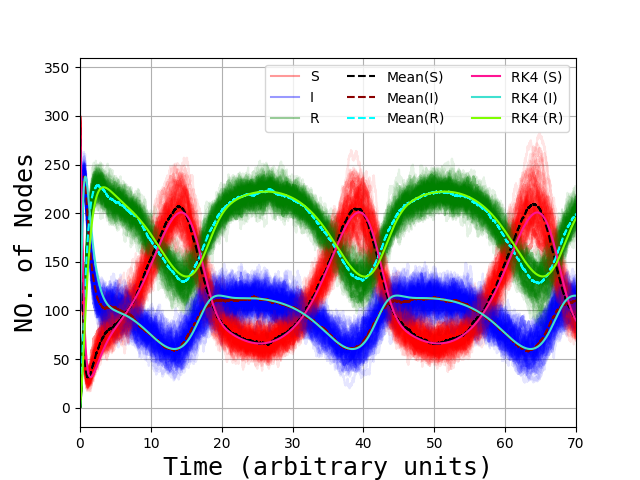 S Mean(S) RK4 (S)
I Mean(I) RK4 (I)
R Mean(R) RK4 (R)
350
300
250
200
150
100
50
0
0 10 20 30 40 50 60 70
Time (arbitrary units)
NO. of Nodes